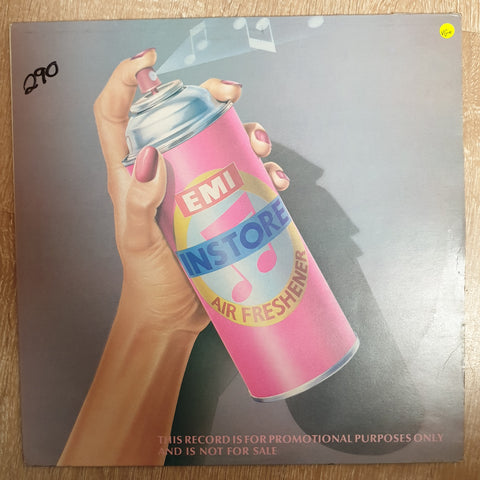 290
EMI
INSTORE
AIR FRESHENER
THIS RECORD IS FOR PROMOTIONAL PURPOSES ONLY
AND IS NOT FOR SALE